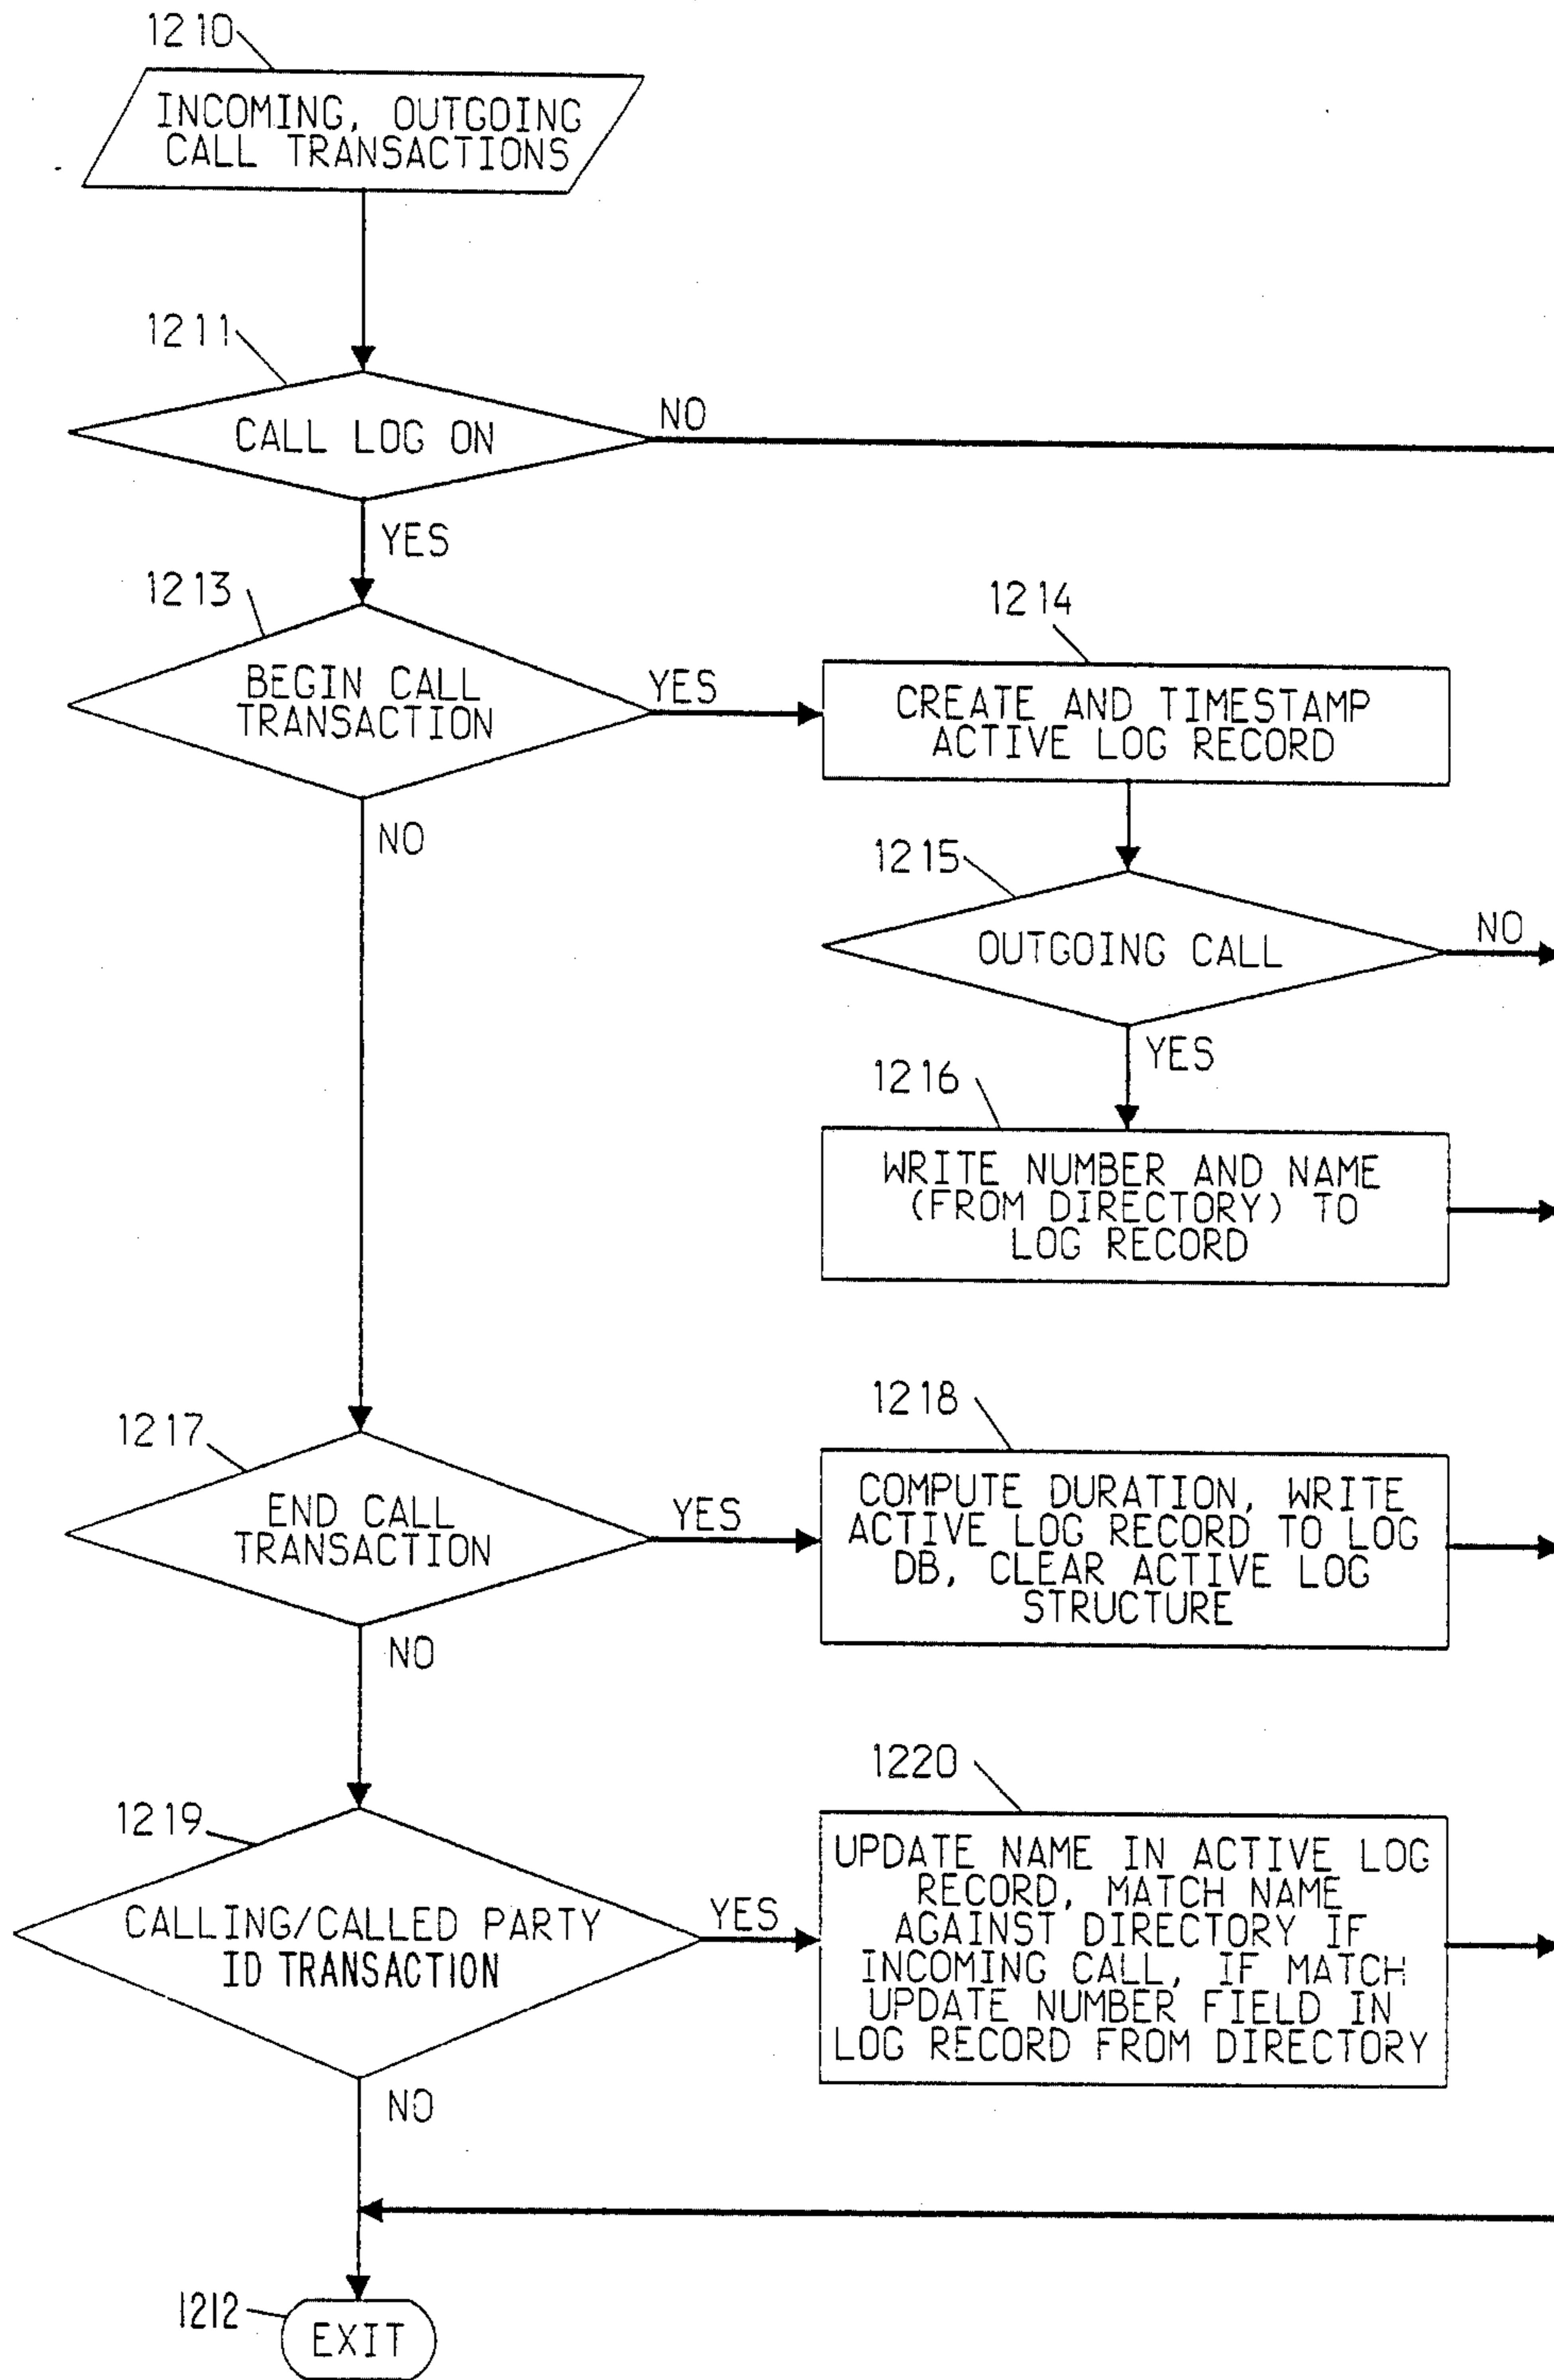 1210
INCOMING, OUTGOING
CALL TRANSACTIONS
1211
CALL LOG ON
NO
YES
1213
BEGIN CALL
TRANSACTION
YES
NO
1214
CREATE AND TIMESTAMP
ACTIVE LOG RECORD
1215
OUTGOING CALL
NO
YES
1216
WRITE NUMBER AND NAME
(FROM DIRECTORY) TO
LOG RECORD
1217
END CALL
TRANSACTION
YES
NO
1218
COMPUTE DURATION, WRITE
ACTIVE LOG RECORD TO LOG
DB, CLEAR ACTIVE LOG
STRUCTURE
1219
CALLING/CALLED PARTY
ID TRANSACTION
YES
NO
1220
UPDATE NAME IN ACTIVE LOG
RECORD, MATCH NAME
AGAINST DIRECTORY IF
INCOMING CALL, IF MATCH
UPDATE NUMBER FIELD IN
LOG RECORD FROM DIRECTORY
1212
EXIT